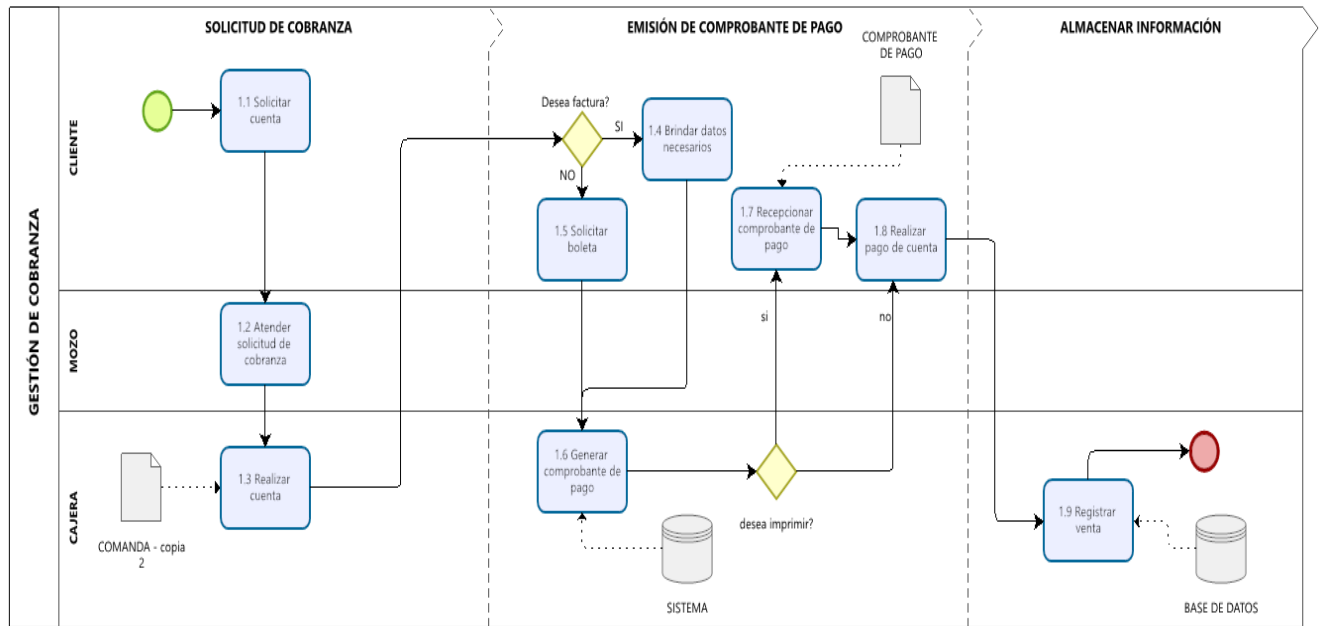 SOLICITUD DE COBRANZA
EMISIÓN DE COMPROBANTE DE PAGO
ALMACENAR INFORMACIÓN
GESTIÓN DE COBRANZA
CLIENTE
1.1 Solicitar
cuenta
Desea factura?
SI
NO
1.4 Brindar datos
necesarios
1.5 Solicitar
boleta
COMPROBANTE
DE PAGO
1.7 Recepcionar
comprobante de
pago
1.8 Realizar
pago de cuenta
MOZO
1.2 Atender
solicitud de
cobranza
si
no
CAJERA
COMANDA - copia
2
1.3 Realizar
cuenta
1.6 Generar
comprobante de
pago
desea imprimir?
SISTEMA
1.9 Registrar
venta
BASE DE DATOS